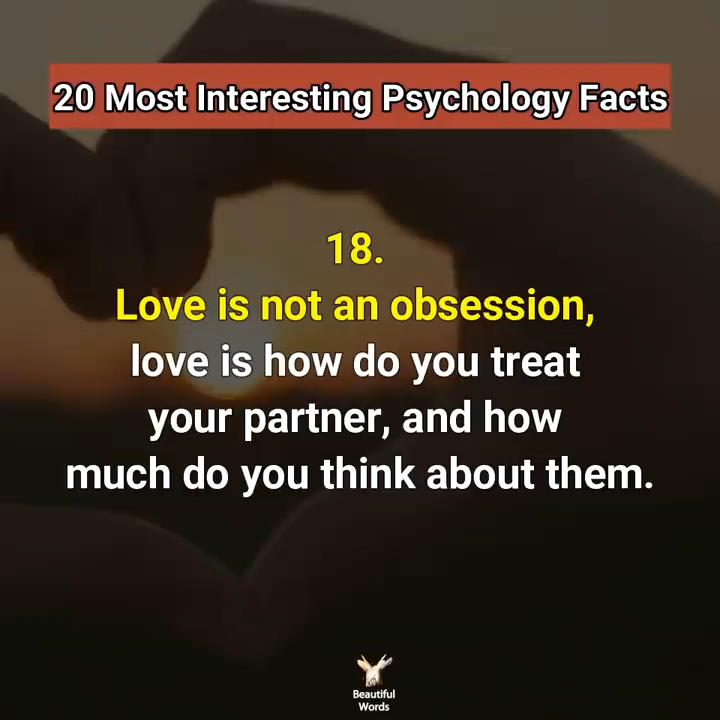 20 Most Interesting Psychology Facts
18.
Love is not an obsession,
love is how do you treat
your partner, and how
much do you think about them.
Beautiful
Words